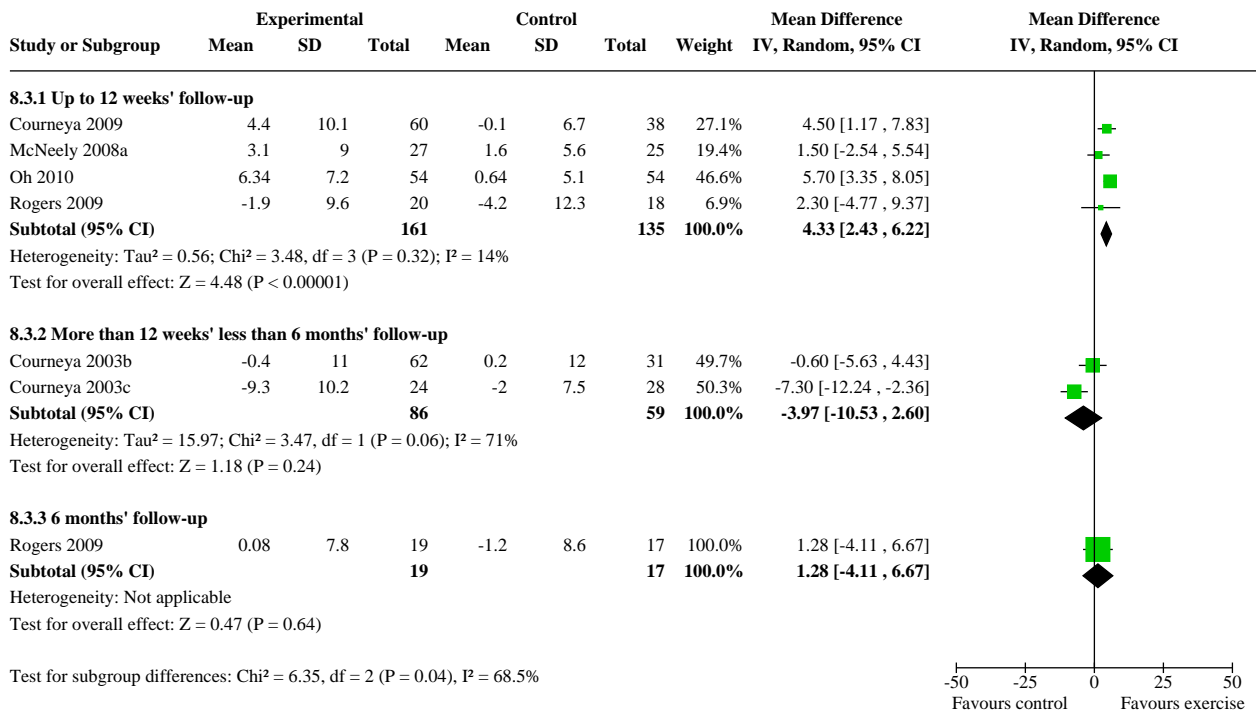 Experimental Control Mean Difference Mean Difference
Study or Subgroup Mean SD Total Mean SD Total Weight IV, Random, 95% CI IV, Random, 95% CI
8.3.1 Up to 12 weeks' follow-up
Courneya 2009 4.4 10.1 60 -0.1 6.7 38 27.1% 4.50 [1.17 , 7.83]
McNeely 2008a 3.1 9 27 1.6 5.6 25 19.4% 1.50 [-2.54 , 5.54]
Oh 2010 6.34 7.2 54 0.64 5.1 54 46.6% 5.70 [3.35 , 8.05]
Rogers 2009 -1.9 9.6 20 -4.2 12.3 18 6.9% 2.30 [-4.77 , 9.37]
Subtotal (95% CI) 161 135 100.0% 4.33 [2.43 , 6.22]
Heterogeneity: Tau² = 0.56; Chi² = 3.48, df = 3 (P = 0.32); I² = 14%
Test for overall effect: Z = 4.48 (P < 0.00001)
8.3.2 More than 12 weeks' less than 6 months' follow-up
Courneya 2003b -0.4 11 62 0.2 12 31 49.7% -0.60 [-5.63 , 4.43]
Courneya 2003c -9.3 10.2 24 -2 7.5 28 50.3% -7.30 [-12.24 , -2.36]
Subtotal (95% CI) 86 59 100.0% -3.97 [-10.53 , 2.60]
Heterogeneity: Tau² = 15.97; Chi² = 3.47, df = 1 (P = 0.06); I² = 71%
Test for overall effect: Z = 1.18 (P = 0.24)
8.3.3 6 months' follow-up
Rogers 2009 0.08 7.8 19 -1.2 8.6 17 100.0% 1.28 [-4.11 , 6.67]
Subtotal (95% CI) 19 17 100.0% 1.28 [-4.11 , 6.67]
Heterogeneity: Not applicable
Test for overall effect: Z = 0.47 (P = 0.64)
Test for subgroup differences: Chi² = 6.35, df = 2 (P = 0.04), I² = 68.5%
-50 -25 0 25 50
Favours control Favours exercise